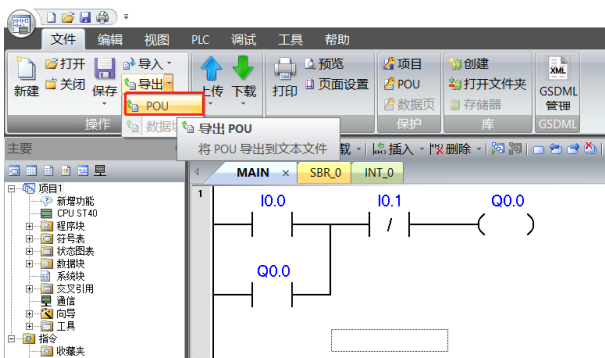 文件 编辑 视图 PLC 调试 工具 帮助
新建 打开 关闭 保存 导入 导出 上传 下载 打印 预览 页面设置 项目 POU 数据页 创建 打开文件夹 存储器 XML GSDML 管理
操作 保护 库 GSDML
POU
数据块
导出 POU
将 POU 导出到文本文件
主要
载 插入 删除
MAIN × SBR_0 INT_0
1
I0.0 I0.1 Q0.0
/
Q0.0
项目1
新增功能
CPU ST40
程序块
符号表
状态图表
数据块
系统块
交叉引用
通信
向导
工具
指令
收藏夹